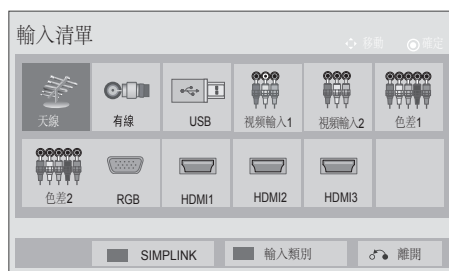 輸入清單
移動 確定
天線 有線 USB 視頻輸入1 視頻輸入2 色差1
色差2 RGB HDMI1 HDMI2 HDMI3
SIMPLINK 輸入類別 離開